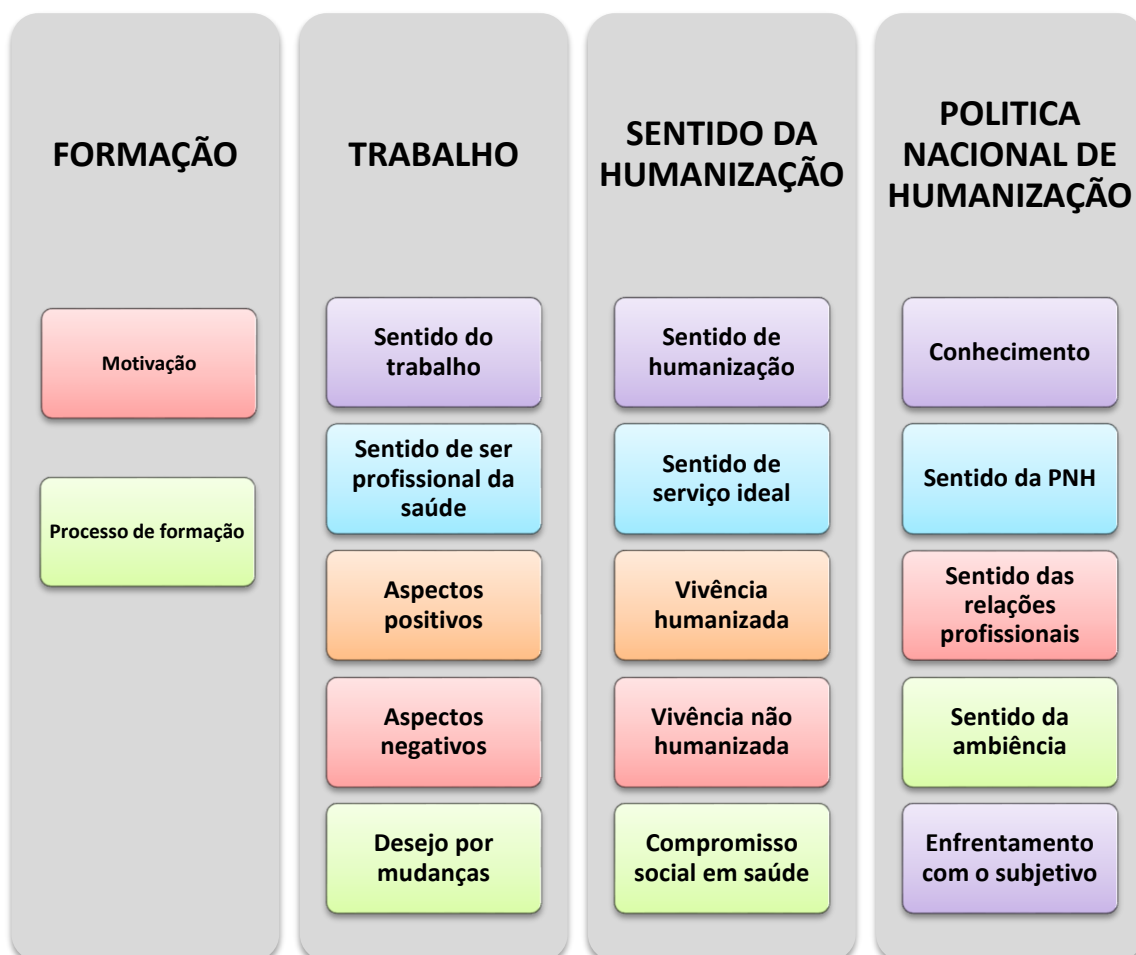 FORMAÇÃO
Motivação
Processo de formação
TRABALHO
Sentido do
trabalho
Sentido de ser
profissional da
saúde
Aspectos
positivos
Aspectos
negativos
Desejo por
mudanças
SENTIDO DA
HUMANIZAÇÃO
Sentido de
humanização
Sentido de
serviço ideal
Vivência
humanizada
Vivência não
humanizada
Compromisso
social em saúde
POLITICA
NACIONAL DE
HUMANIZAÇÃO
Conhecimento
Sentido da PNH
Sentido das
relações
profissionais
Sentido da
ambiência
Enfrentamento
com o subjetivo